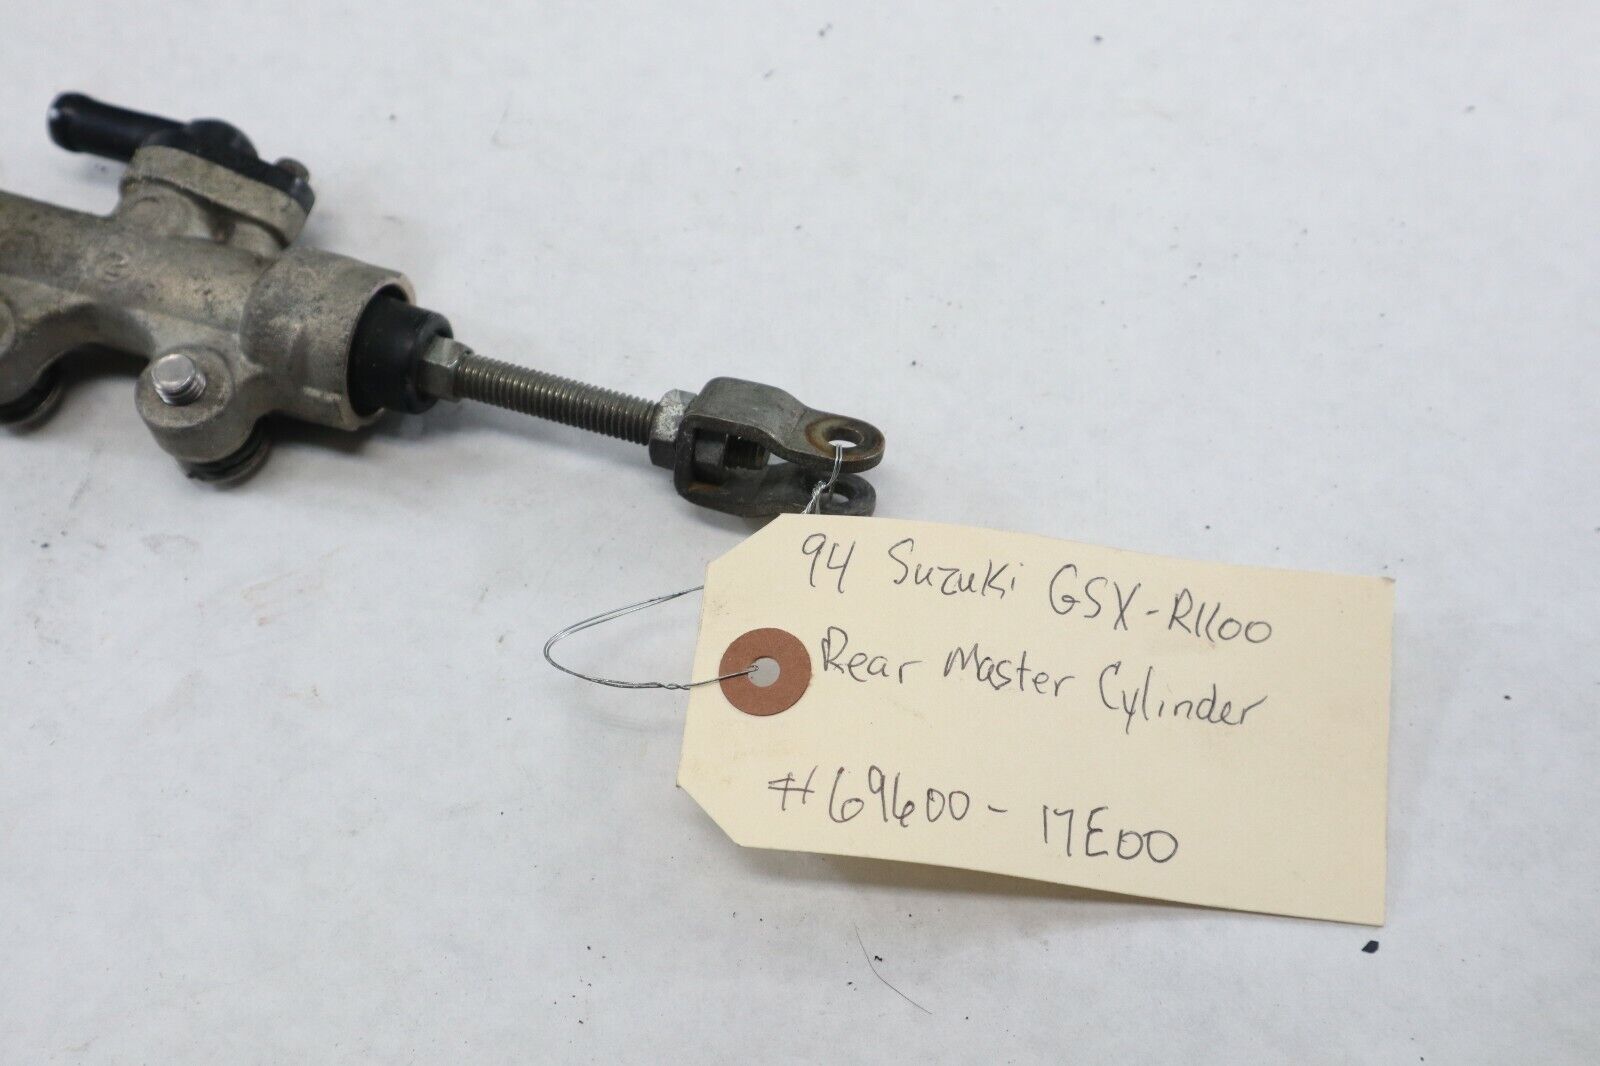 94 Suzuki GSX-R1100
Rear Master Cylinder
#69600-17E00